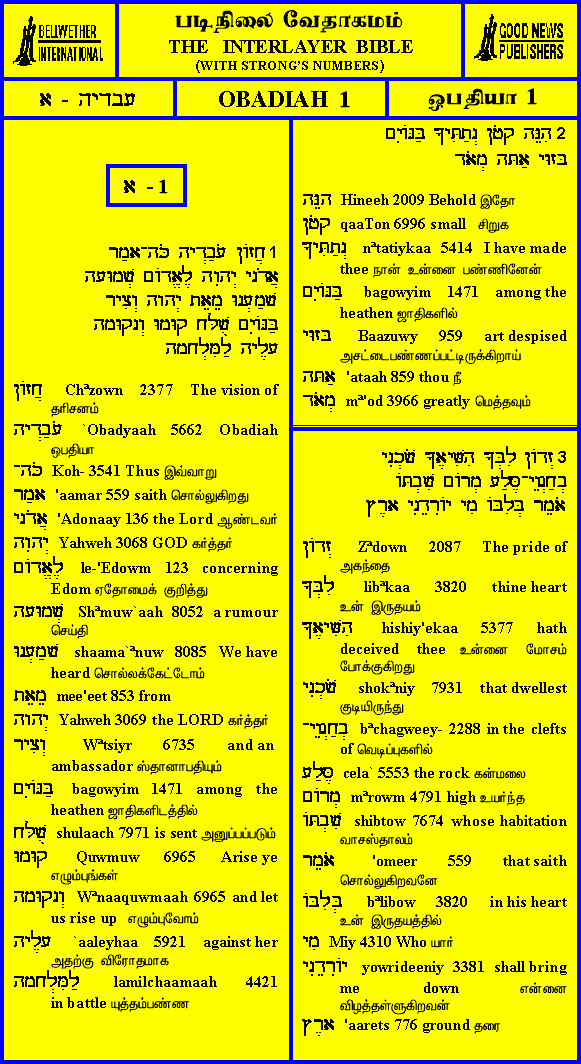 BELLWETHER
INTERNATIONAL
படிநிலை வேதாகமம்
THE INTERLAYER BIBLE
(WITH STRONG'S NUMBERS)
GOOD NEWS
PUBLISHERS
עבדיה - א
OBADIAH 1
ஒபதியா 1
א - 1
1 חֲזוֹן עֹבַדְיָה כֹּה־אָמַר
אֲדֹנָי יְהוִה לֶאֱדוֹם שְׁמוּעָה
שָׁמַעְנוּ מֵאֵת יְהוָה וְצִיר
בַּגּוֹיִם שֻׁלָּח קוּמוּ וְנָקוּמָה
עָלֶיהָ לַמִּלְחָמָה
חֲזוֹן Chªzown 2377 The vision of
தரிசனம்
עֹבַדְיָה `Obadyaah 5662 Obadiah
ஒபதியா
כֹּה־ Koh- 3541 Thus இவ்வாறு
אָמַר 'aamar 559 saith சொல்லுகிறது
אֲדֹנָי 'Adonaay 136 the Lord ஆண்டவர்
יְהוִה Yahweh 3068 GOD கர்த்தர்
לֶאֱדוֹם le-'Edowm 123 concerning
Edom ஏதோமைக் குறித்து
שְׁמוּעָה Shªmuw`aah 8052 a rumour
செய்தி
שָׁמַעְנוּ shaama`ªnuw 8085 We have
heard சொல்லக்கேட்டோம்
מֵאֵת mee'eet 853 from
יְהוָה Yahweh 3069 the LORD கர்த்தர்
וְצִיר Wªtsiyr 6735 and an
ambassador ஸ்தானாபதியும்
בַּגּוֹיִם bagowyim 1471 among the
heathen ஜாதிகளிடத்தில்
שֻׁלָּח shulaach 7971 is sent அனுப்பப்படும்
קוּמוּ Quwmuw 6965 Arise ye
எழும்புங்கள்
וְנָקוּמָה Wªnaaquwmaah 6965 and let
us rise up எழும்புவோம்
עָלֶיהָ `aaleyhaa 5921 against her
அதற்கு விரோதமாக
לַמִּלְחָמָה lamilchaamaah 4421
in battle யுத்தம்பண்ண
2 הִנֵּה קָטֹן נְתַתִּיךָ בַּגּוֹיִם
בָּזוּי אַתָּה מְאֹד
הִנֵּה Hineeh 2009 Behold இதோ
קָטֹן qaaTon 6996 small சிறுக
נְתַתִּיךָ nªtatiykaa 5414 I have made
thee நான் உன்னை பண்ணினேன்
בַּגּוֹיִם bagowyim 1471 among the
heathen ஜாதிகளில்
בָּזוּי Baazuwy 959 art despised
அசட்டைபண்ணப்பட்டிருக்கிறாய்
אַתָּה 'ataah 859 thou நீ
מְאֹד mª'od 3966 greatly மெத்தவும்
3 זְדוֹן לִבְּךָ הִשִּׁיאֶךָ שֹׁכְנִי
בְחַגְוֵי־סֶּלַע מְרוֹם שִׁבְתּוֹ
אֹמֵר בְּלִבּוֹ מִי יוֹרִדֵנִי אָרֶץ
זְדוֹן Zªdown 2087 The pride of
அகந்தை
לִבְּךָ libªkaa 3820 thine heart
உன் இருதயம்
הִשִּׁיאֶךָ hishiy'ekaa 5377 hath
deceived thee உன்னை மோசம்
போக்குகிறது
שֹׁכְנִי shokªniy 7931 that dwellest
குடியிருந்து
בְחַגְוֵי־ bªchagweey- 2288 in the clefts
of வெடிப்புகளில்
סֶּלַע cela` 5553 the rock கன்மலை
מְרוֹם mªrowm 4791 high உயர்ந்த
שִׁבְתּוֹ shibtow 7674 whose habitation
வாசஸ்தாலம்
אֹמֵר 'omeer 559 that saith
சொல்லுகிறவனே
בְּלִבּוֹ bªlibow 3820 in his heart
உன் இருதயத்தில்
מִי Miy 4310 Who யார்
יוֹרִדֵנִי yowrideeniy 3381 shall bring
me down என்னை
விழத்தள்ளுகிறவன்
אָרֶץ 'aarets 776 ground தரை